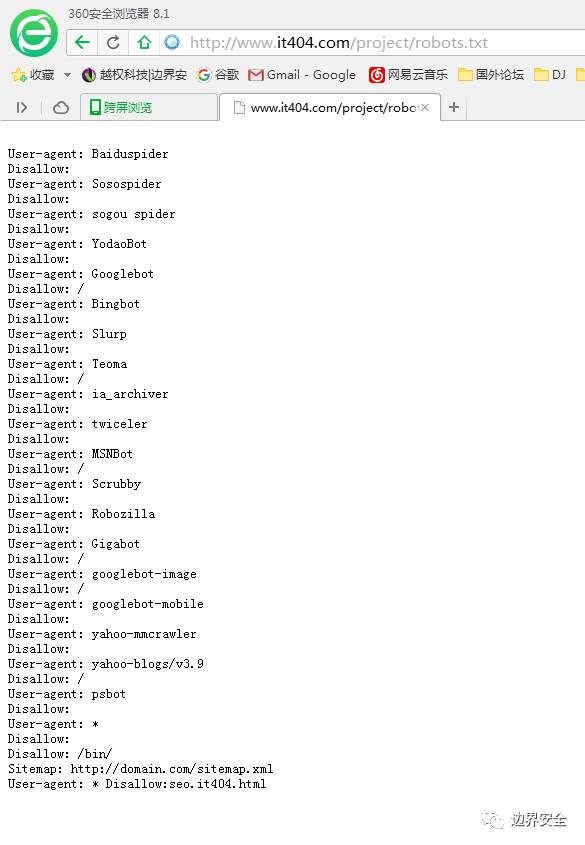 360安全浏览器 8.1
http://www.it404.com/project/robots.txt
收藏 越权科技|边界安 谷歌 Gmail - Google 网易云音乐 国外论坛 DJ
跨屏浏览 www.it404.com/project/robo
User-agent: Baiduspider
Disallow:
User-agent: Sosospider
Disallow:
User-agent: sogou spider
Disallow:
User-agent: YodaoBot
Disallow:
User-agent: Googlebot
Disallow: /
User-agent: Bingbot
Disallow:
User-agent: Slurp
Disallow:
User-agent: Teoma
Disallow: /
User-agent: ia_archiver
Disallow:
User-agent: twiceler
Disallow:
User-agent: MSNBot
Disallow: /
User-agent: Scrubby
Disallow:
User-agent: Robozilla
Disallow:
User-agent: Gigabot
Disallow: /
User-agent: googlebot-image
Disallow: /
User-agent: googlebot-mobile
Disallow:
User-agent: yahoo-mmcrawler
Disallow:
User-agent: yahoo-blogs/v3.9
Disallow: /
User-agent: psbot
Disallow:
User-agent: *
Disallow:
Disallow: /bin/
Sitemap: http://domain.com/sitemap.xml
User-agent: * Disallow:seo.it404.html
边界安全